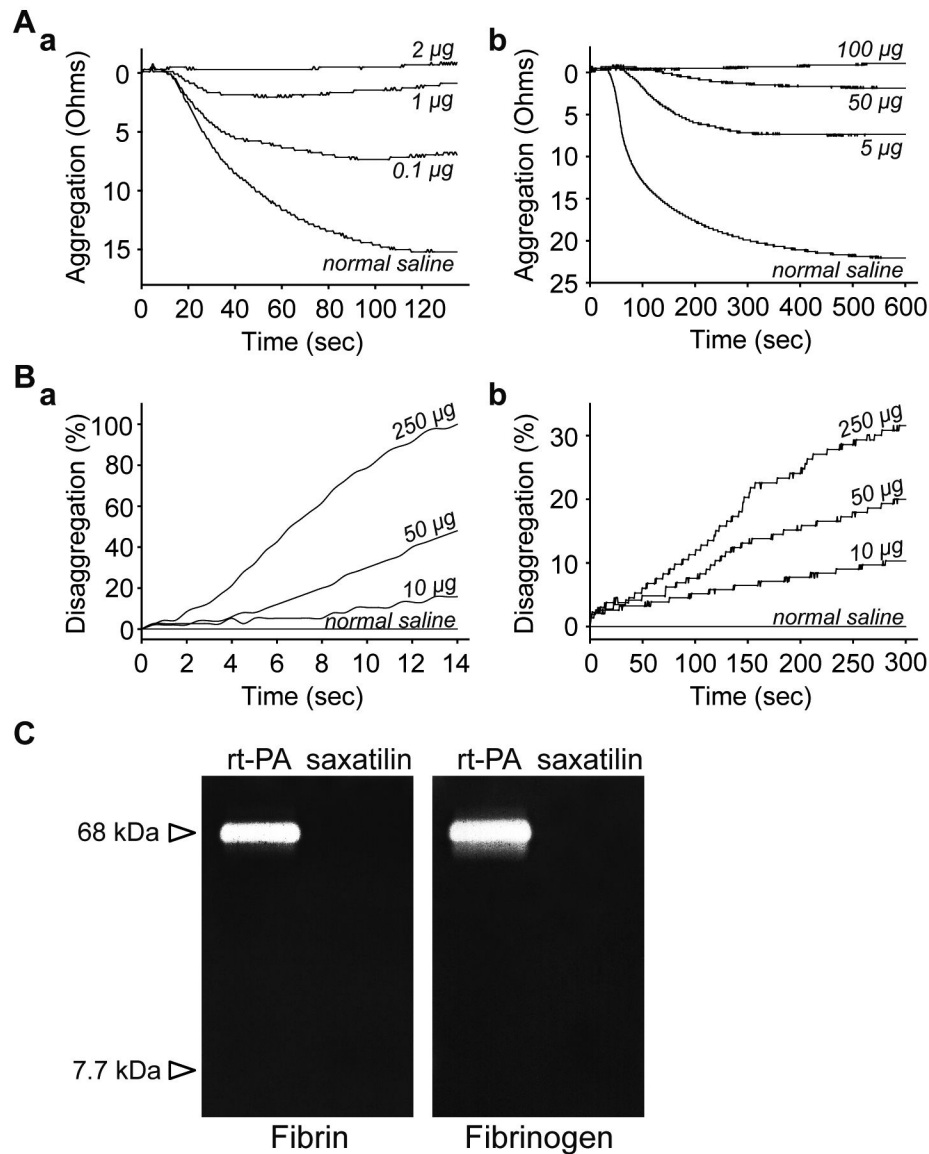 A
a
Aggregation (Ohms)
0
5
10
15
2 µg
1 µg
0.1 µg
normal saline
0 20 40 60 80 100 120
Time (sec)
b
Aggregation (Ohms)
0
5
10
15
20
25
100 µg
50 µg
5 µg
normal saline
0 100 200 300 400 500 600
Time (sec)
B
a
Disaggregation (%)
100
80
60
40
20
0
250 µg
50 µg
10 µg
normal saline
0 2 4 6 8 10 12 14
Time (sec)
b
Disaggregation (%)
30
20
10
0
250 µg
50 µg
10 µg
normal saline
0 50 100 150 200 250 300
Time (sec)
C
rt-PA saxatilin
rt-PA saxatilin
68 kDa
7.7 kDa
Fibrin
Fibrinogen